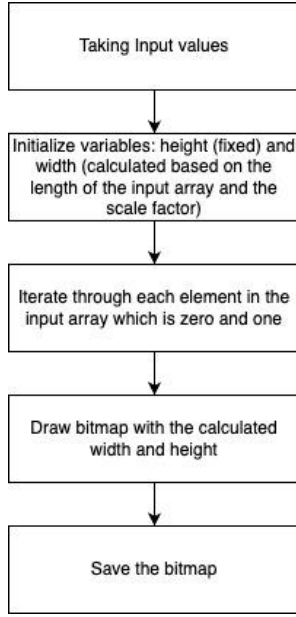 Taking Input values
Initialize variables: height (fixed) and
width (calculated based on the
length of the input array and the
scale factor)
Iterate through each element in the
input array which is zero and one
Draw bitmap with the calculated
width and height
Save the bitmap